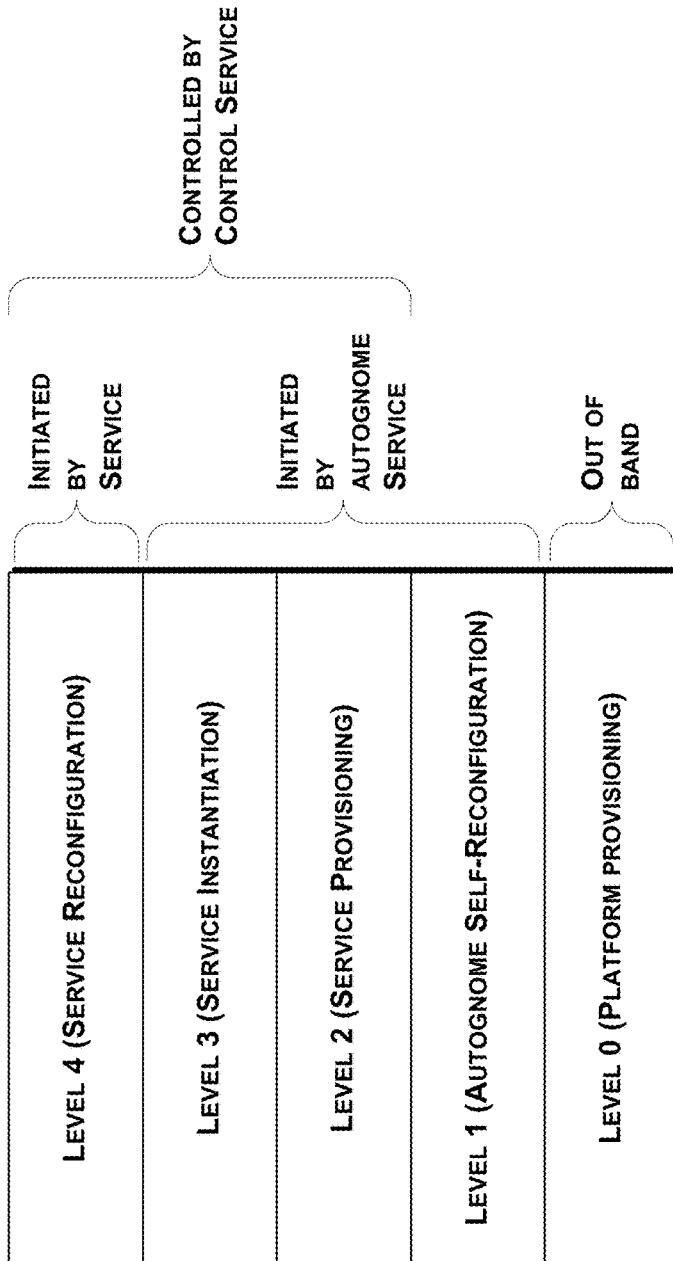 LEVEL 4 (SERVICE RECONFIGURATION)
LEVEL 3 (SERVICE INSTANTIATION)
LEVEL 2 (SERVICE PROVISIONING)
LEVEL 1 (AUTOGNOME SELF-RECONFIGURATION)
LEVEL 0 (PLATFORM PROVISIONING)
INITIATED
BY
SERVICE
INITIATED
BY
AUTOGNOME
SERVICE
OUT OF
BAND
CONTROLLED BY
CONTROL SERVICE